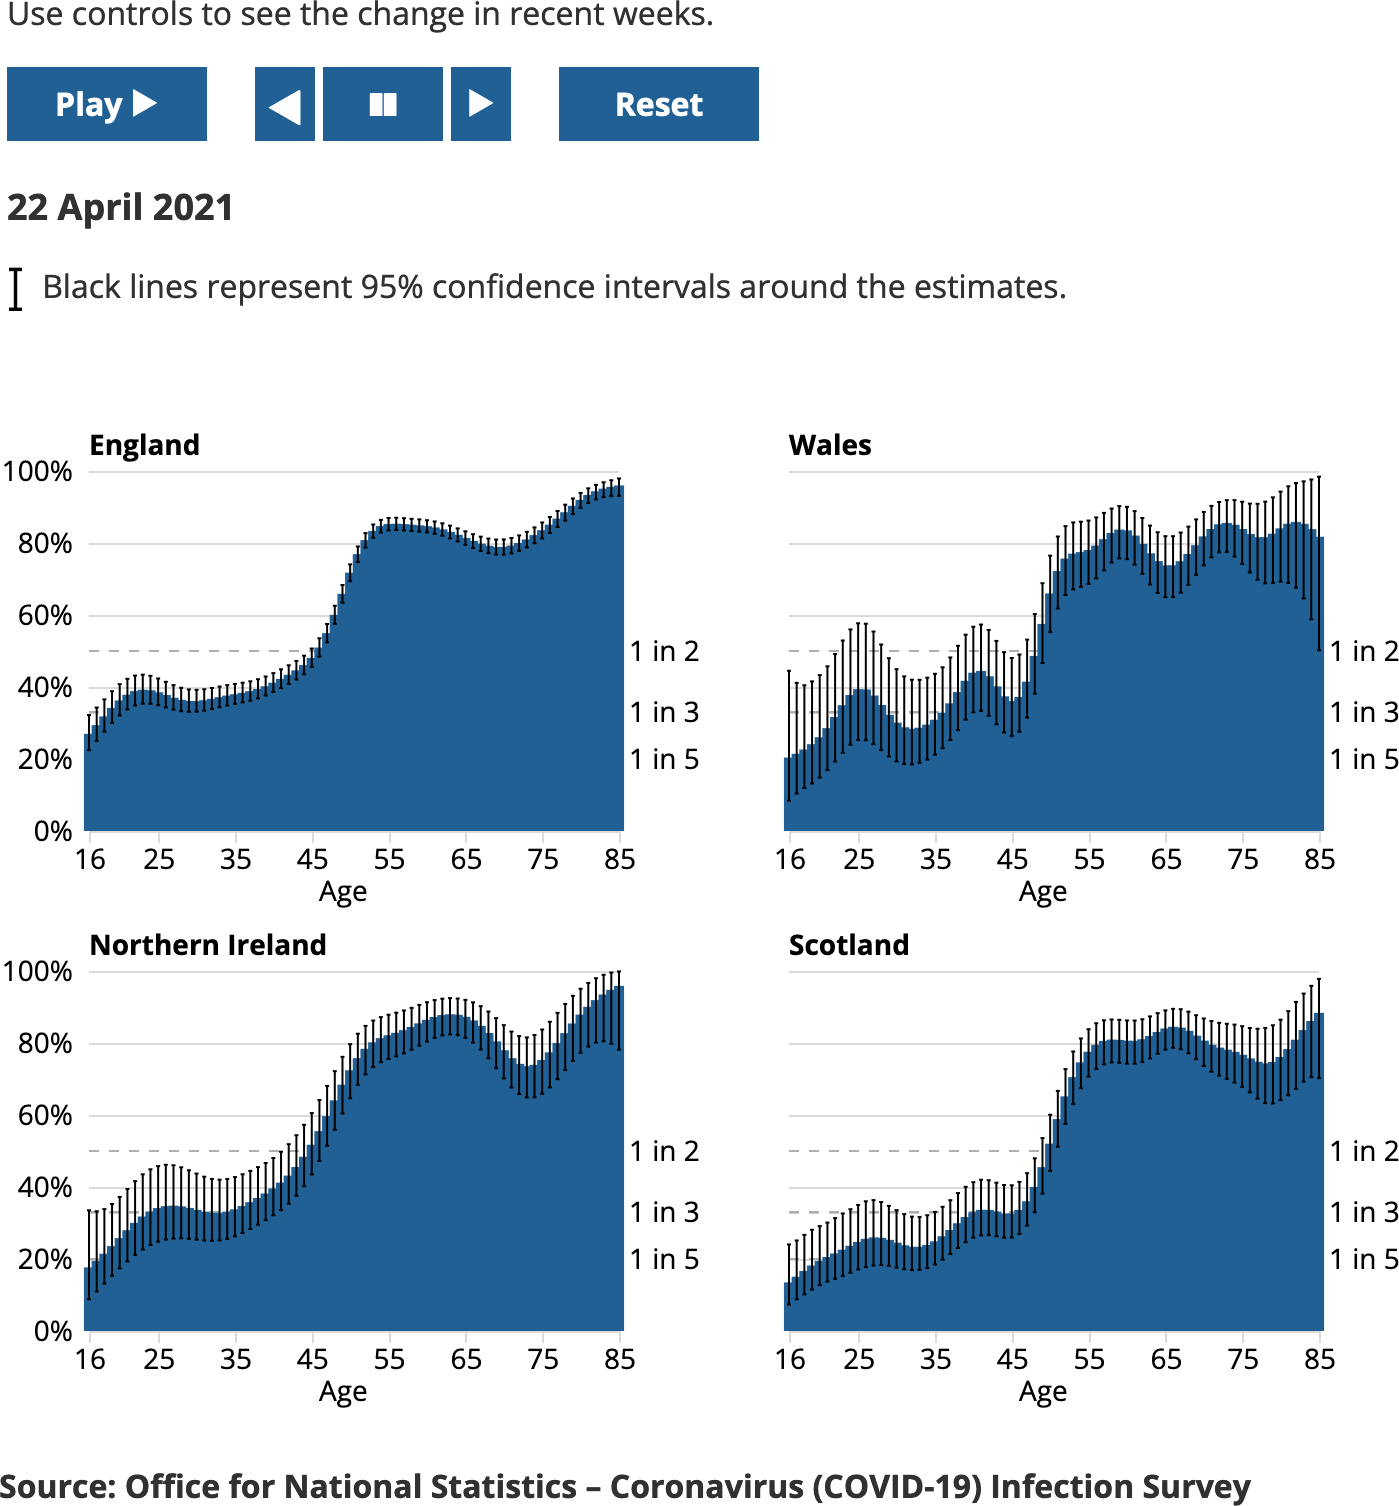 Use controls to see the change in recent weeks.
Play ▶ ◀ ▮▮ ▶ Reset
22 April 2021
Black lines represent 95% confidence intervals around the estimates.
England
100%
80%
60%
40%
20%
0%
1 in 2
1 in 3
1 in 5
16 25 35 45 55 65 75 85
Age
Wales
1 in 2
1 in 3
1 in 5
16 25 35 45 55 65 75 85
Age
Northern Ireland
100%
80%
60%
40%
20%
0%
1 in 2
1 in 3
1 in 5
16 25 35 45 55 65 75 85
Age
Scotland
1 in 2
1 in 3
1 in 5
16 25 35 45 55 65 75 85
Age
Source: Office for National Statistics – Coronavirus (COVID-19) Infection Survey